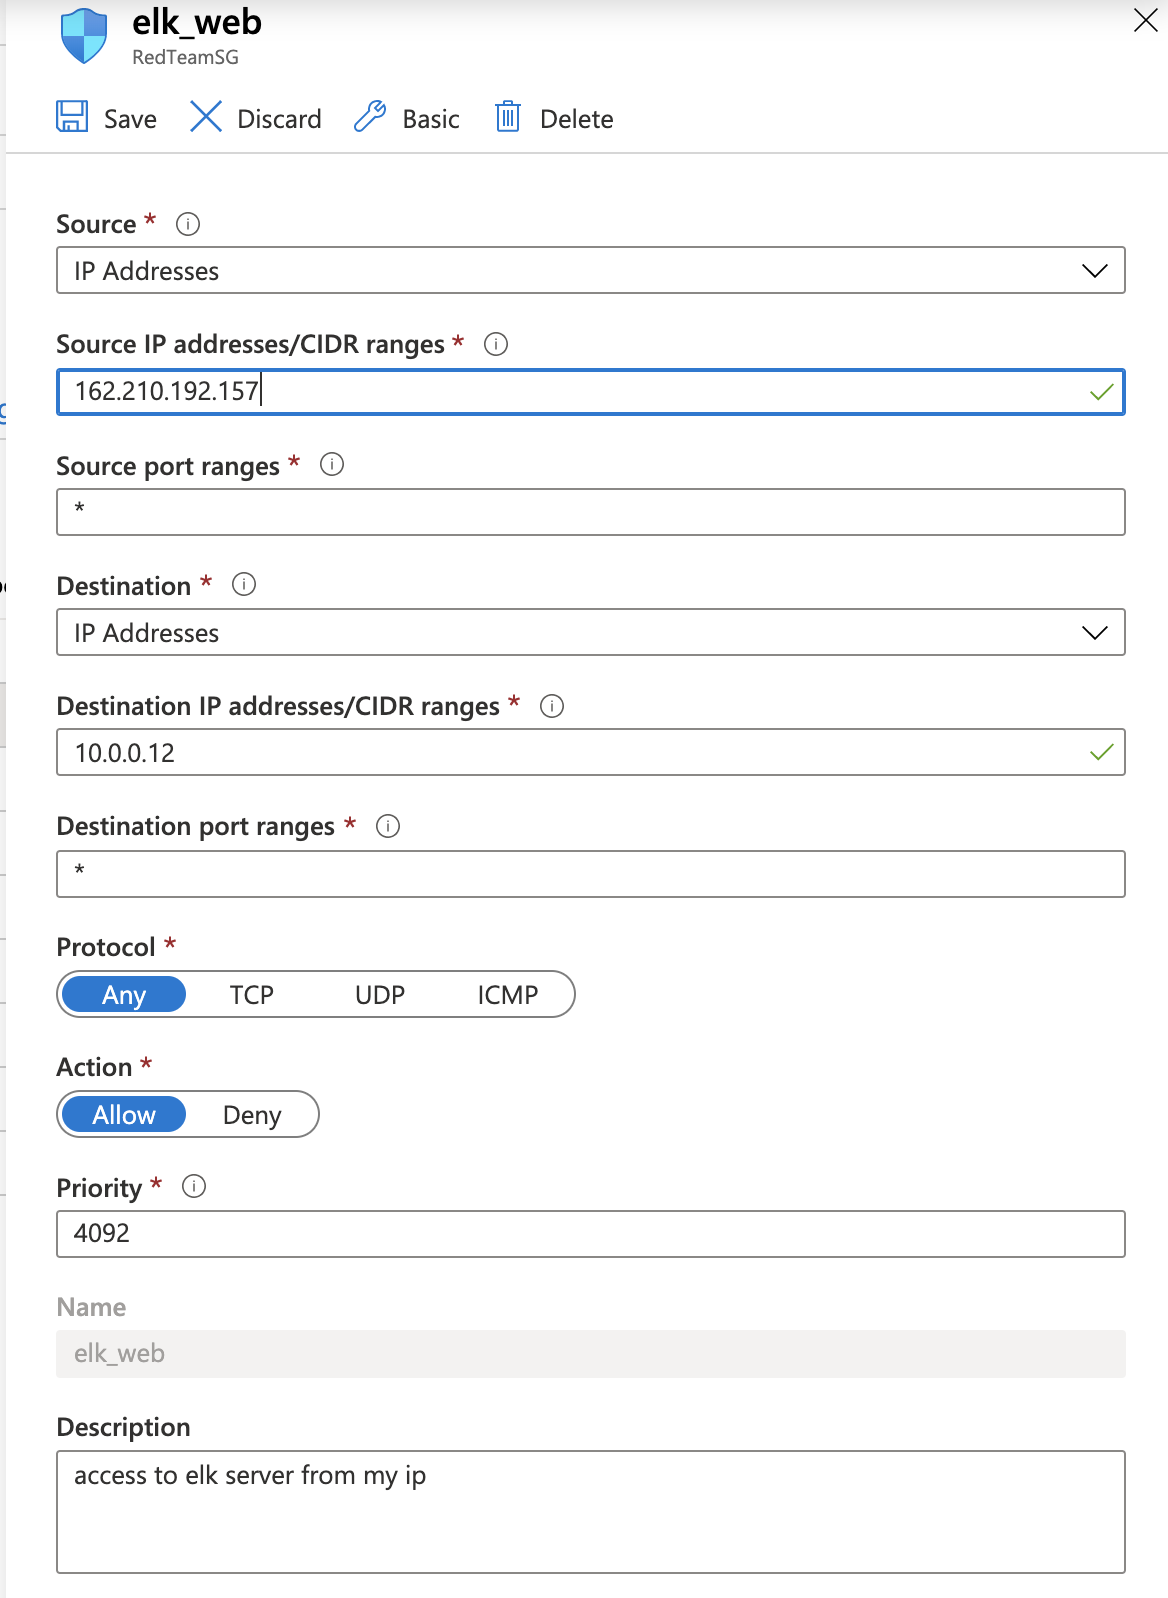 elk_web
RedTeamSG
Save Discard Basic Delete
Source *
IP Addresses
Source IP addresses/CIDR ranges *
162.210.192.157
Source port ranges *
*
Destination *
IP Addresses
Destination IP addresses/CIDR ranges *
10.0.0.12
Destination port ranges *
*
Protocol *
Any TCP UDP ICMP
Action *
Allow Deny
Priority *
4092
Name
elk_web
Description
access to elk server from my ip